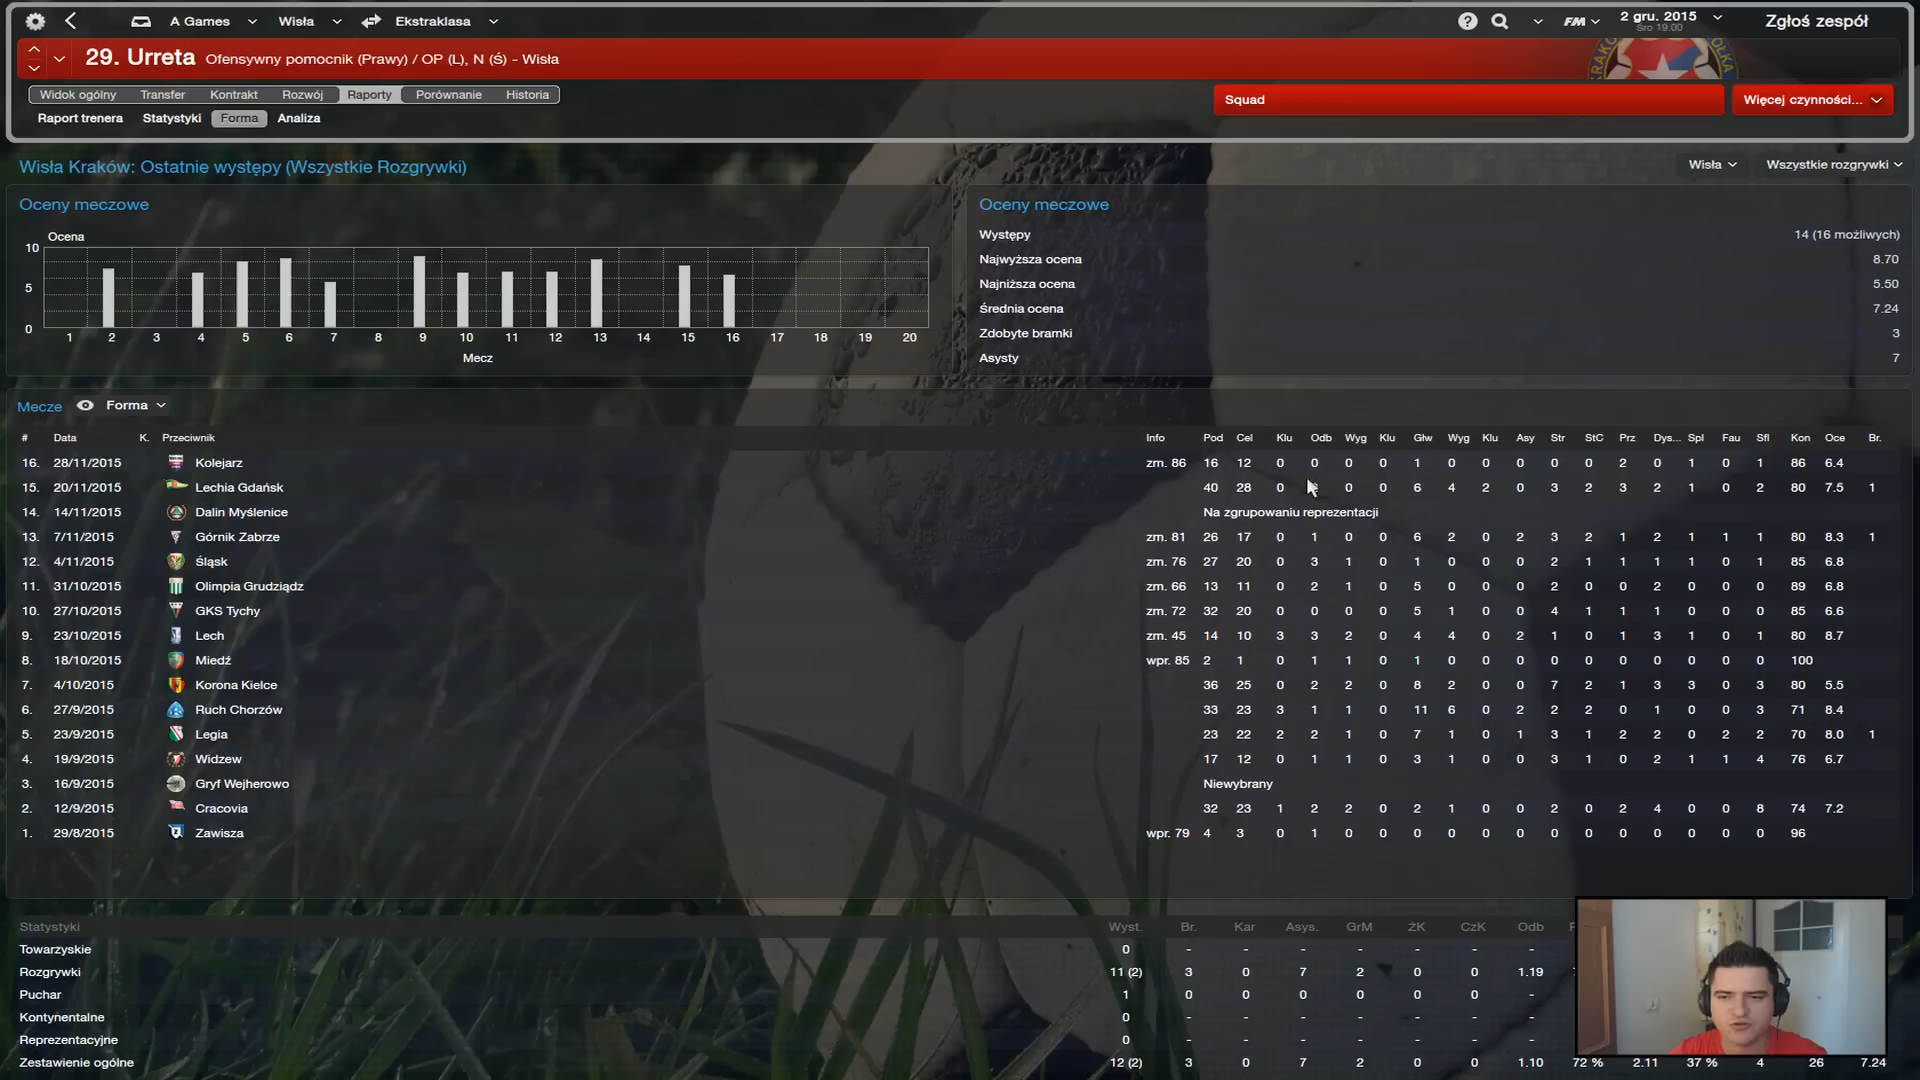 A Games Wisła Ekstraklasa FM 2 gru. 2015 Zgłoś zespół
Śro 19:00
29. Urreta Ofensywny pomocnik (Prawy) / OP (L), N (Ś) - Wisła
Widok ogólny Transfer Kontrakt Rozwój Raporty Porównanie Historia
Squad Więcej czynności...
Raport trenera Statystyki Forma Analiza
Wisła Kraków: Ostatnie występy (Wszystkie Rozgrywki) Wisła Wszystkie rozgrywki
Oceny meczowe
Ocena
10
5
0
1 2 3 4 5 6 7 8 9 10 11 12 13 14 15 16 17 18 19 20
Mecz
Oceny meczowe
Występy 14 (16 możliwych)
Najwyższa ocena 8.70
Najniższa ocena 5.50
Średnia ocena 7.24
Zdobyte bramki 3
Asysty 7
Mecze Forma
# Data K. Przeciwnik Info Pod Cel Klu Odb Wyg Klu Głw Wyg Klu Asy Str StC Prz Dys... Spl Fau Sfl Kon Oce Br.
16. 28/11/2015 Kolejarz zm. 86 16 12 0 0 0 0 1 0 0 0 0 0 2 0 1 0 1 86 6.4
15. 20/11/2015 Lechia Gdańsk 40 28 0 0 0 6 4 2 0 3 2 3 2 1 0 2 80 7.5 1
14. 14/11/2015 Dalin Myślenice Na zgrupowaniu reprezentacji
13. 7/11/2015 Górnik Zabrze zm. 81 26 17 0 1 0 0 6 2 0 2 3 2 1 2 1 1 1 80 8.3 1
12. 4/11/2015 Śląsk zm. 76 27 20 0 3 1 0 1 0 0 0 2 1 1 1 1 0 1 85 6.8
11. 31/10/2015 Olimpia Grudziądz zm. 66 13 11 0 2 1 0 5 0 0 0 2 0 0 2 0 0 0 89 6.8
10. 27/10/2015 GKS Tychy zm. 72 32 20 0 0 0 0 5 1 0 0 4 1 1 1 0 0 0 85 6.6
9. 23/10/2015 Lech zm. 45 14 10 3 3 2 0 4 4 0 2 1 0 1 3 1 0 1 80 8.7
8. 18/10/2015 Miedź wpr. 85 2 1 0 1 1 0 1 0 0 0 0 0 0 0 0 0 0 100
7. 4/10/2015 Korona Kielce 36 25 0 2 2 0 8 2 0 0 7 2 1 3 3 0 3 80 5.5
6. 27/9/2015 Ruch Chorzów 33 23 3 1 1 0 11 6 0 2 2 2 0 1 0 0 3 71 8.4
5. 23/9/2015 Legia 23 22 2 2 1 0 7 1 0 1 3 1 2 2 0 2 2 70 8.0 1
4. 19/9/2015 Widzew 17 12 0 1 1 0 3 1 0 0 3 1 0 2 1 1 4 76 6.7
3. 16/9/2015 Gryf Wejherowo Niewybrany
2. 12/9/2015 Cracovia 32 23 1 2 2 0 2 1 0 0 2 0 2 4 0 0 8 74 7.2
1. 29/8/2015 Zawisza wpr. 79 4 3 0 1 0 0 0 0 0 0 0 0 0 0 0 0 0 96
Statystyki Wyst. Br. Kar Asys. GrM ŻK CzK Odb
Towarzyskie 0 - - - - - - -
Rozgrywki 11 (2) 3 0 7 2 0 0 1.19
Puchar 1 0 0 0 0 0 0 -
Kontynentalne 0 - - - - - - -
Reprezentacyjne 0 - - - - - - -
Zestawienie ogólne 12 (2) 3 0 7 2 0 0 1.10 72 % 2.11 37 % 4 26 7.24